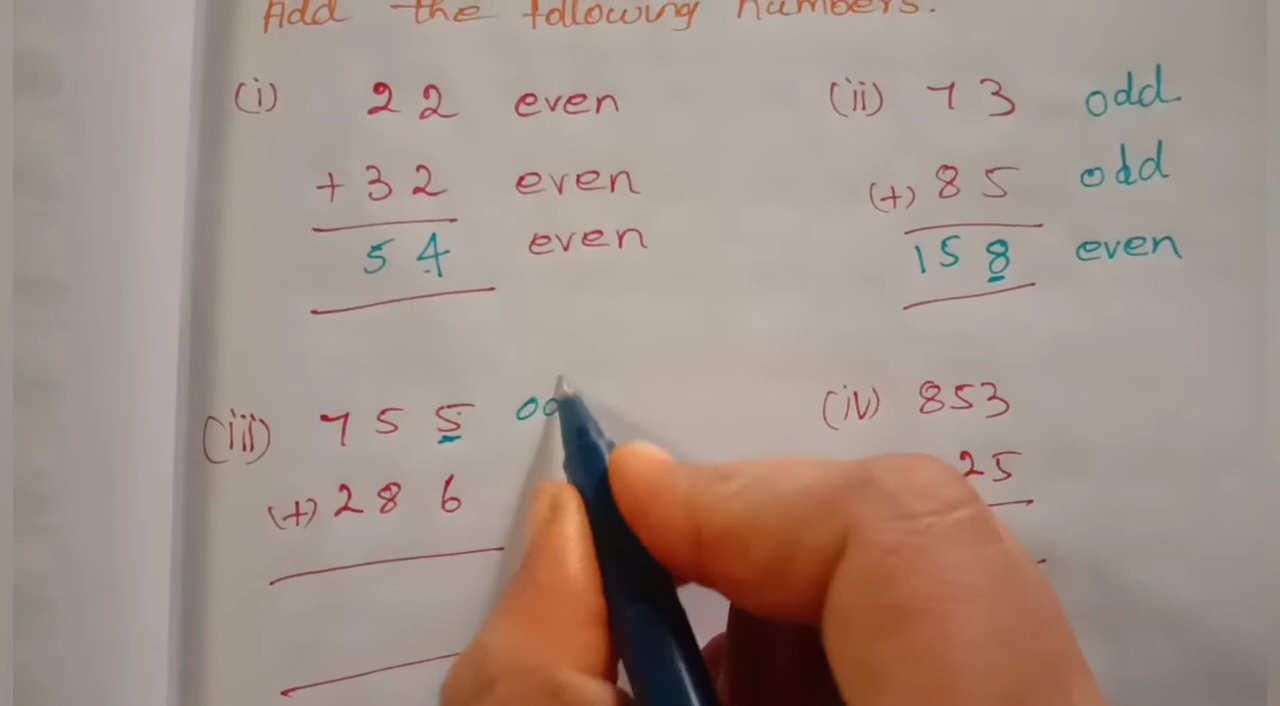 Add the following numbers.
(i) 22 even
+32 even
54 even
(ii) 73 odd
(+) 85 odd
158 even
(iii) 755
(+) 286
(iv) 853
25